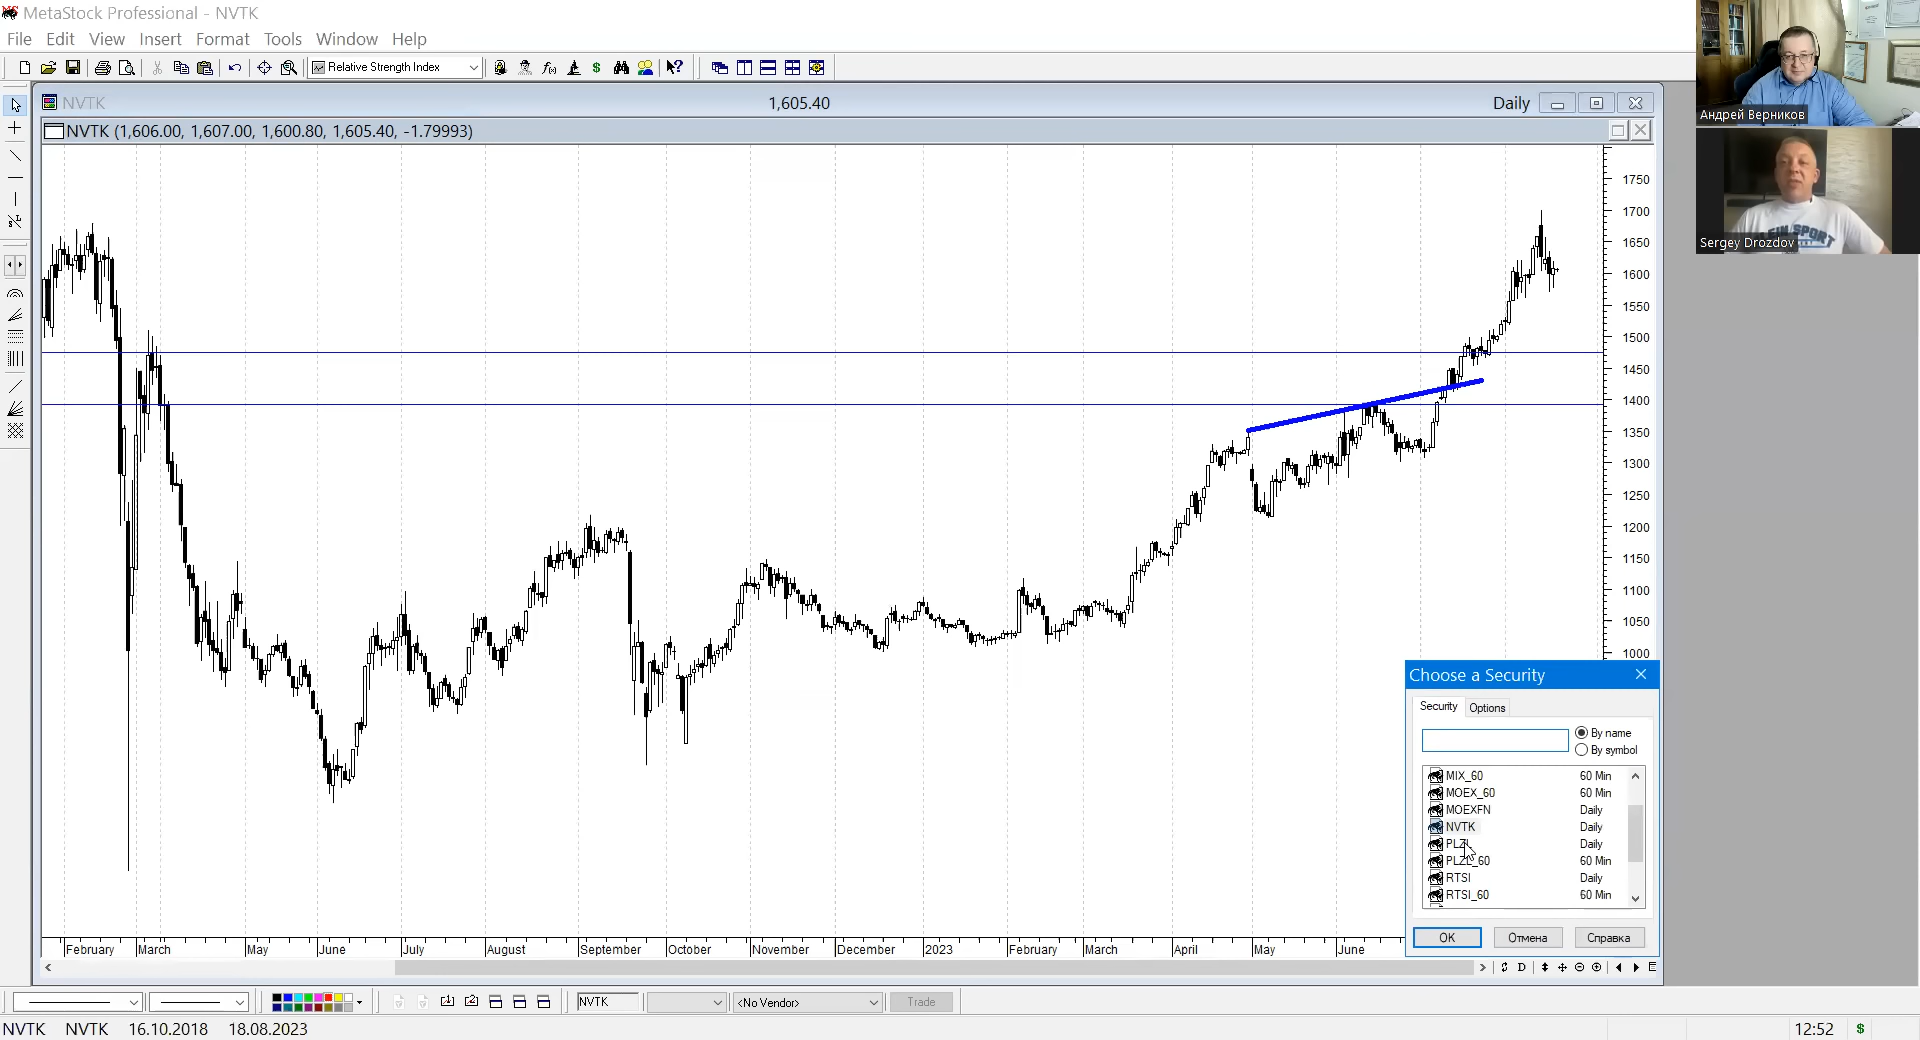 MetaStock Professional - NVTK
File Edit View Insert Format Tools Window Help
Relative Strength Index
NVTK 1,605.40 Daily
NVTK (1,606.00, 1,607.00, 1,600.80, 1,605.40, -1.79993)
1750
1700
1650
1600
1550
1500
1450
1400
1350
1300
1250
1200
1150
1100
1050
1000
February March May June July August September October November December 2023 February March April May June
Choose a Security
Security Options
By name
By symbol
MIX_60 60 Min
MOEX_60 60 Min
MOEXFN Daily
NVTK Daily
PLZL Daily
PLZL_60 60 Min
RTSI Daily
RTSI_60 60 Min
OK Отмена Справка
D
NVTK <No Vendor> Trade
NVTK NVTK 16.10.2018 18.08.2023 12:52 $
Андрей Верников
KLEIN SPORT
Sergey Drozdov